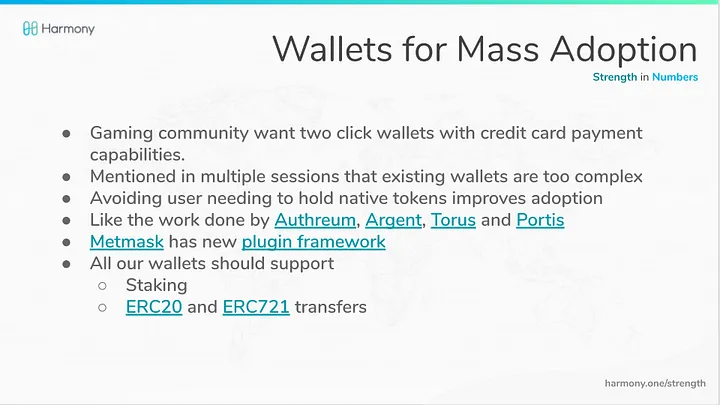 Harmony
Wallets for Mass Adoption
Strength in Numbers
● Gaming community want two click wallets with credit card payment
capabilities.
● Mentioned in multiple sessions that existing wallets are too complex
● Avoiding user needing to hold native tokens improves adoption
● Like the work done by Authreum, Argent, Torus and Portis
● Metmask has new plugin framework
● All our wallets should support
○ Staking
○ ERC20 and ERC721 transfers
harmony.one/strength